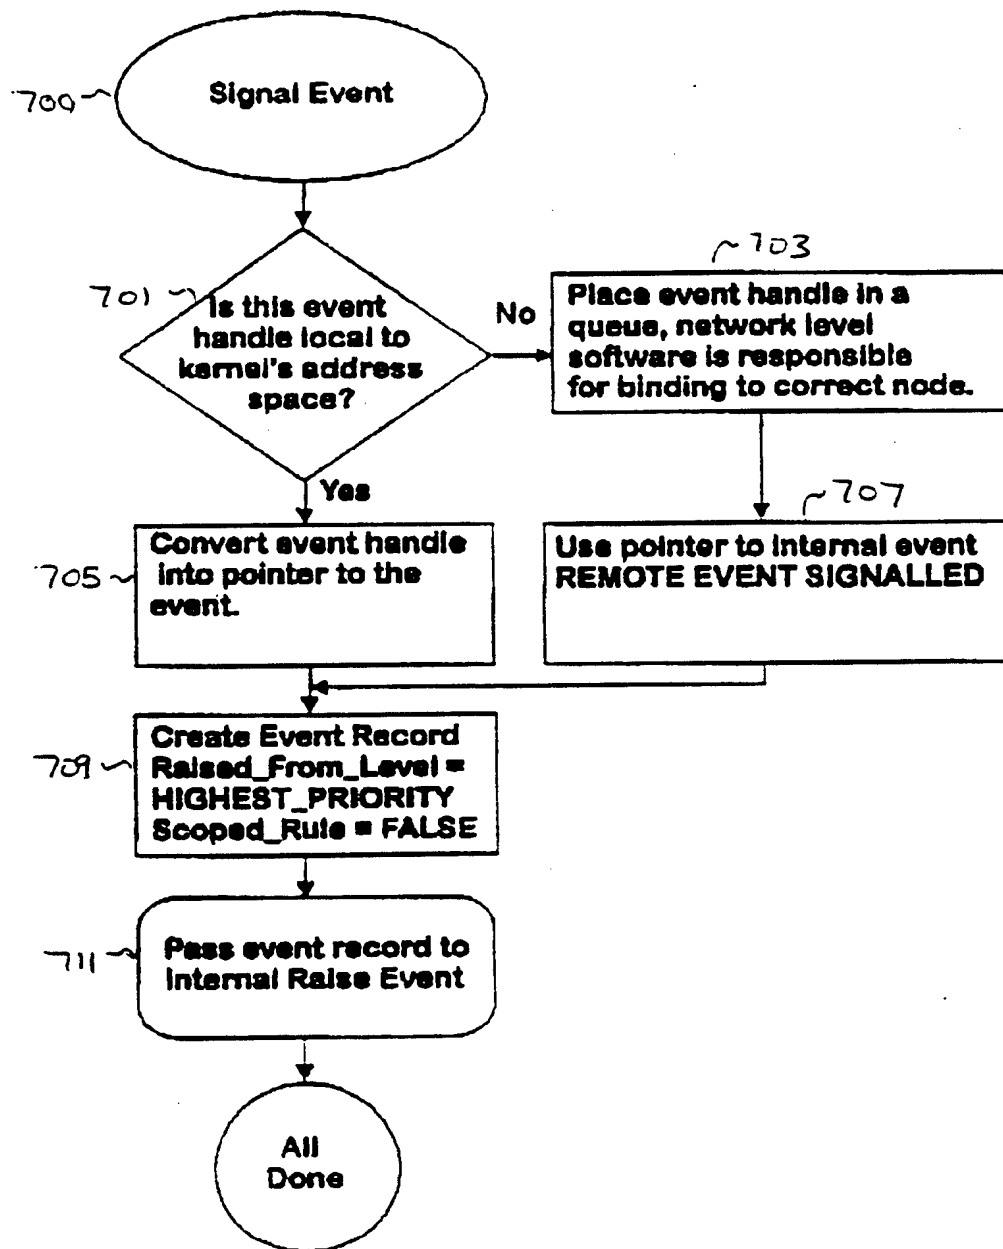 700
Signal Event
701
Is this event
handle local to
kernel's address
space?
No
703
Place event handle in a
queue, network level
software is responsible
for binding to correct node.
Yes
707
705
Convert event handle
into pointer to the
event.
Use pointer to internal event
REMOTE EVENT SIGNALLED
709
Create Event Record
Raised_From_Level =
HIGHEST_PRIORITY
Scoped_Rule = FALSE
711
Pass event record to
Internal Raise Event
All
Done